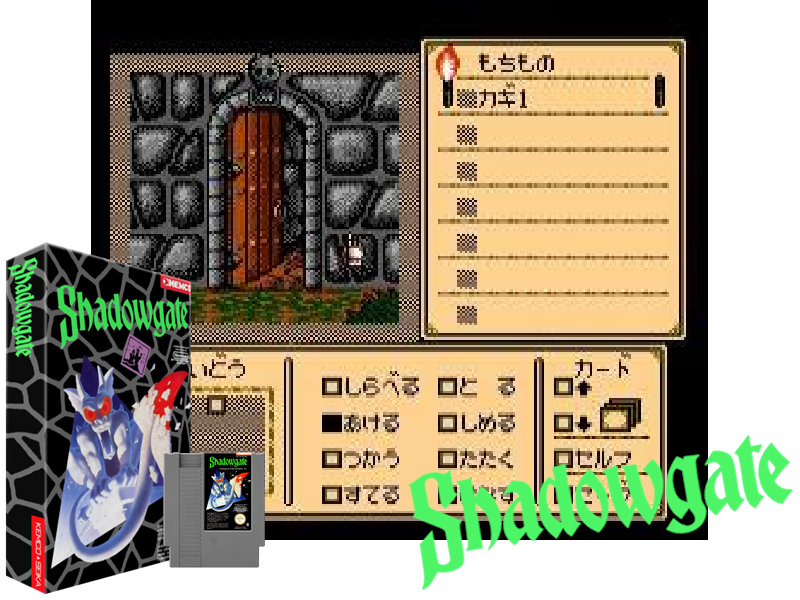 もちもの
カギ1
いどう
しらべる
と る
あける
しめる
つかう
たたく
すてる
カード
セルフ
Shadowgate
KEMCO
Shadowgate
Shadowgate
Shadowgate